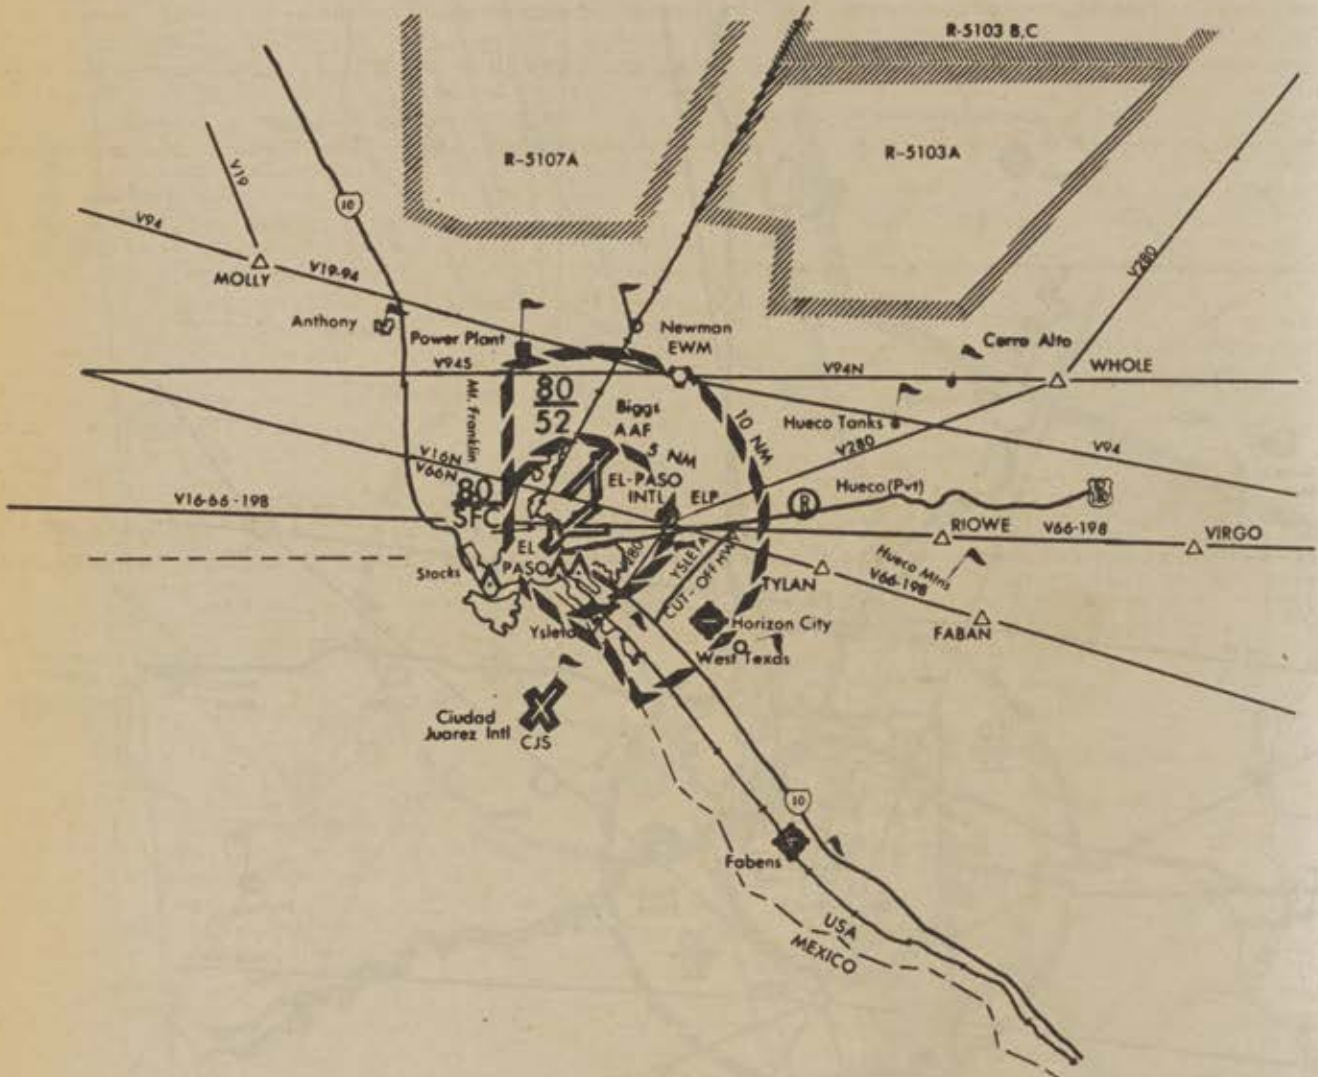 R-5103 B,C
R-5107A
R-5103A
V19
10
V94
V280
MOLLY
V19-94
Anthony
Power Plant
Newman
EWM
Cerro Alto
V94S
V94N
WHOLE
Mt. Franklin
80
52
Biggs
AAF
10 NM
Hueco Tanks
V280
V94
5 NM
V16N
V66N
EL-PASO
INTL
ELP
80
SFC
Hueco (Pvt)
R
V16-66-198
RIOWE
V66-198
VIRGO
EL
PASO
Stacks
YSLETA
CUT-OFF HWY
Hueco Mtns
V66-198
TYLAN
FABAN
Ysleta
Horizon City
West Texas
Ciudad
Juarez Intl
CJS
10
Fabens
USA
MEXICO